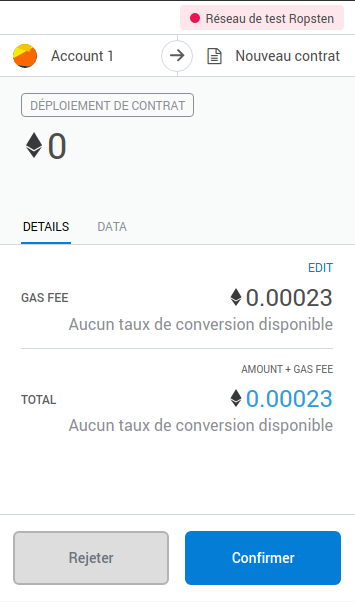 Réseau de test Ropsten
Account 1
Nouveau contrat
DÉPLOIEMENT DE CONTRAT
0
DETAILS
DATA
EDIT
GAS FEE
0.00023
Aucun taux de conversion disponible
AMOUNT + GAS FEE
TOTAL
0.00023
Aucun taux de conversion disponible
Rejeter
Confirmer